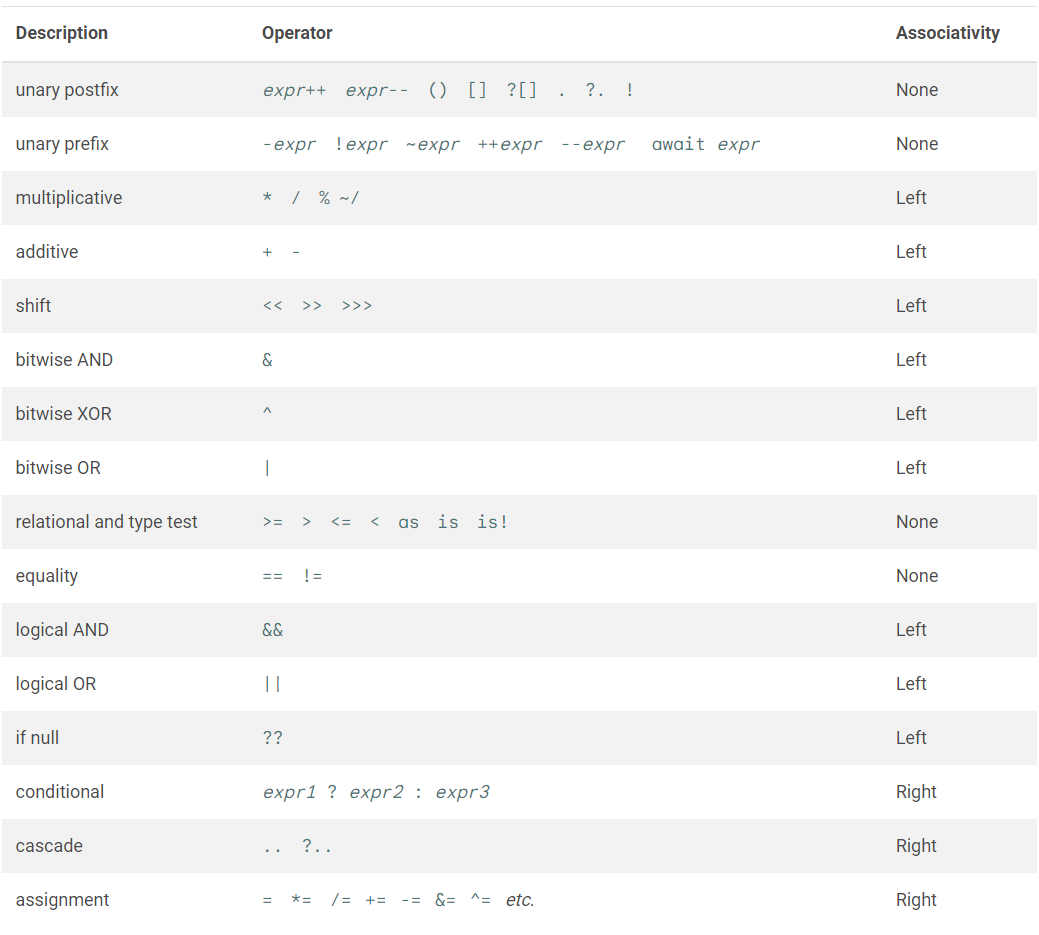 Description Operator Associativity
unary postfix expr++ expr-- () [] ?[] . ?. ! None
unary prefix -expr !expr ~expr ++expr --expr await expr None
multiplicative * / % ~/ Left
additive + - Left
shift << >> >>> Left
bitwise AND & Left
bitwise XOR ^ Left
bitwise OR | Left
relational and type test >= > <= < as is is! None
equality == != None
logical AND && Left
logical OR || Left
if null ?? Left
conditional expr1 ? expr2 : expr3 Right
cascade .. ?.. Right
assignment = *= /= += -= &= ^= etc. Right